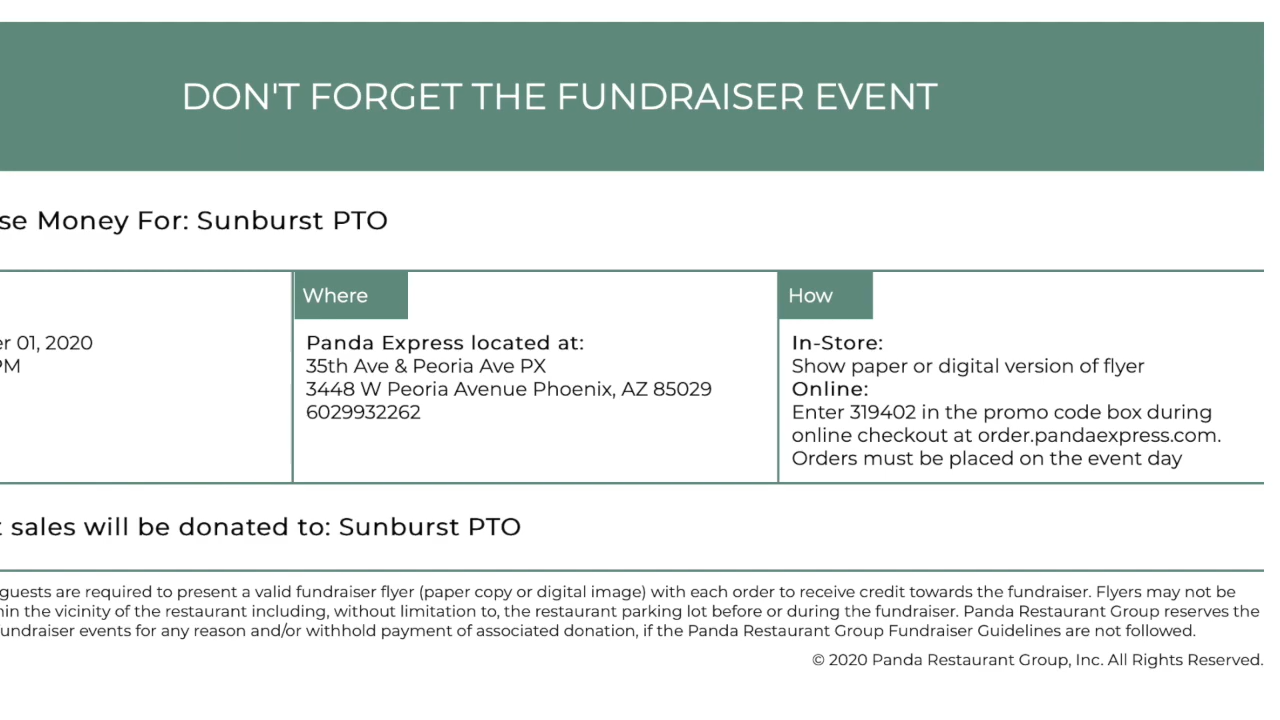 DON'T FORGET THE FUNDRAISER EVENT
se Money For: Sunburst PTO
er 01, 2020
PM
Where
Panda Express located at:
35th Ave & Peoria Ave PX
3448 W Peoria Avenue Phoenix, AZ 85029
6029932262
How
In-Store:
Show paper or digital version of flyer
Online:
Enter 319402 in the promo code box during
online checkout at order.pandaexpress.com.
Orders must be placed on the event day
sales will be donated to: Sunburst PTO
guests are required to present a valid fundraiser flyer (paper copy or digital image) with each order to receive credit towards the fundraiser. Flyers may not be
hin the vicinity of the restaurant including, without limitation to, the restaurant parking lot before or during the fundraiser. Panda Restaurant Group reserves the
undraiser events for any reason and/or withhold payment of associated donation, if the Panda Restaurant Group Fundraiser Guidelines are not followed.
© 2020 Panda Restaurant Group, Inc. All Rights Reserved.